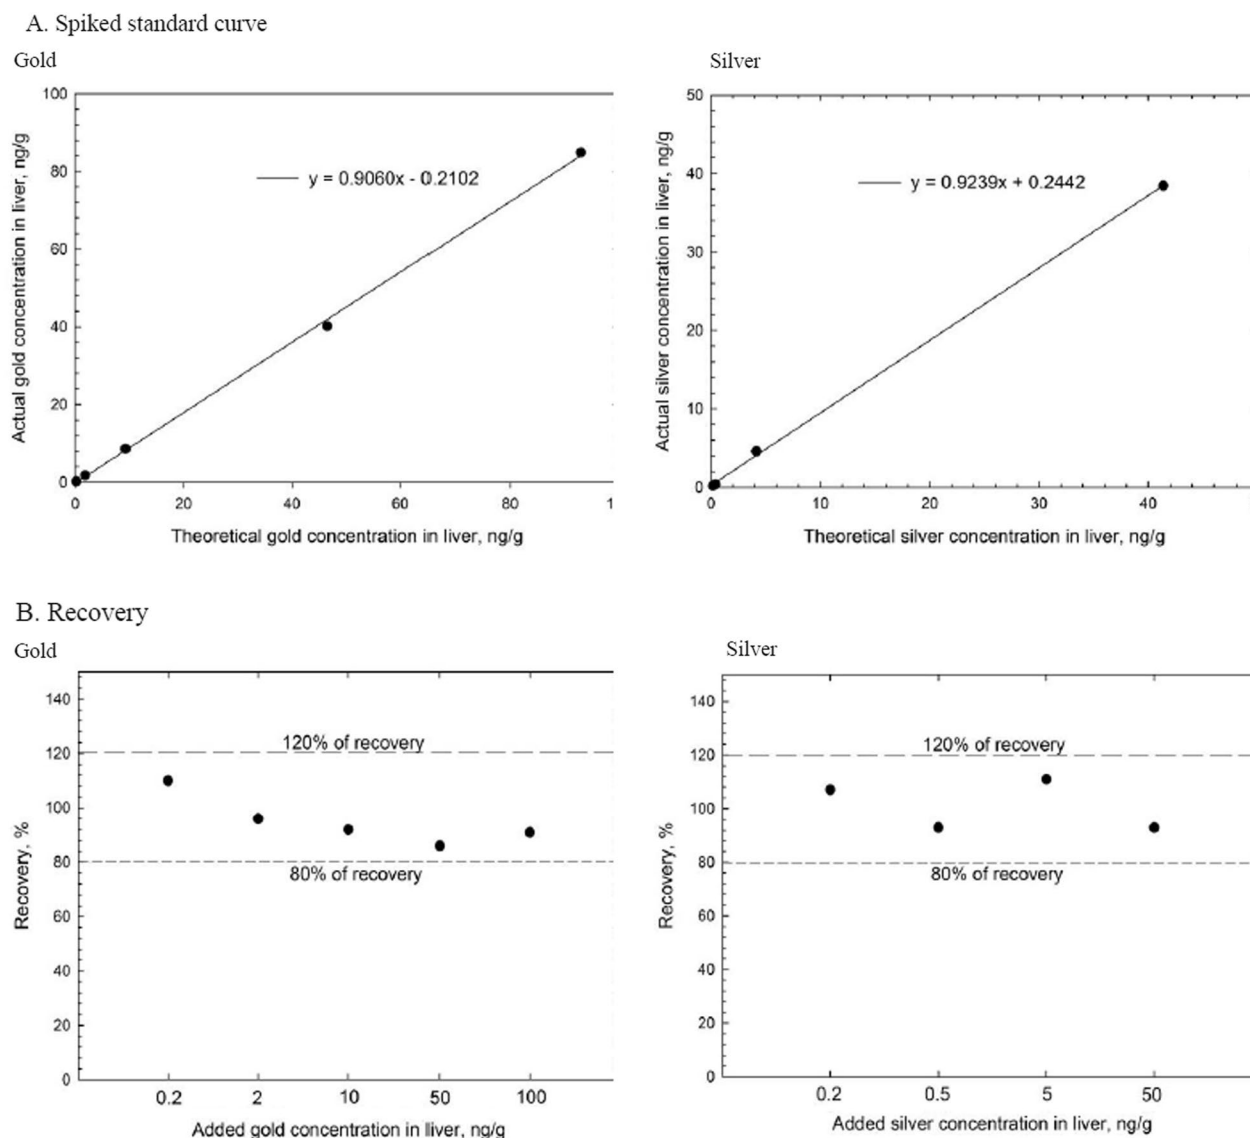 A. Spiked standard curve
Gold
Silver
100
80
60
40
20
0
Actual gold concentration in liver, ng/g
y = 0.9060x - 0.2102
0
20
40
60
80
1
Theoretical gold concentration in liver, ng/g
50
40
30
20
10
0
Actual silver concentration in liver, ng/g
y = 0.9239x + 0.2442
0
10
20
30
40
Theoretical silver concentration in liver, ng/g
B. Recovery
Gold
Silver
140
120
100
80
60
40
20
0
Recovery, %
120% of recovery
80% of recovery
0.2
2
10
50
100
Added gold concentration in liver, ng/g
140
120
100
80
60
40
20
0
Recovery, %
120% of recovery
80% of recovery
0.2
0.5
5
50
Added silver concentration in liver, ng/g